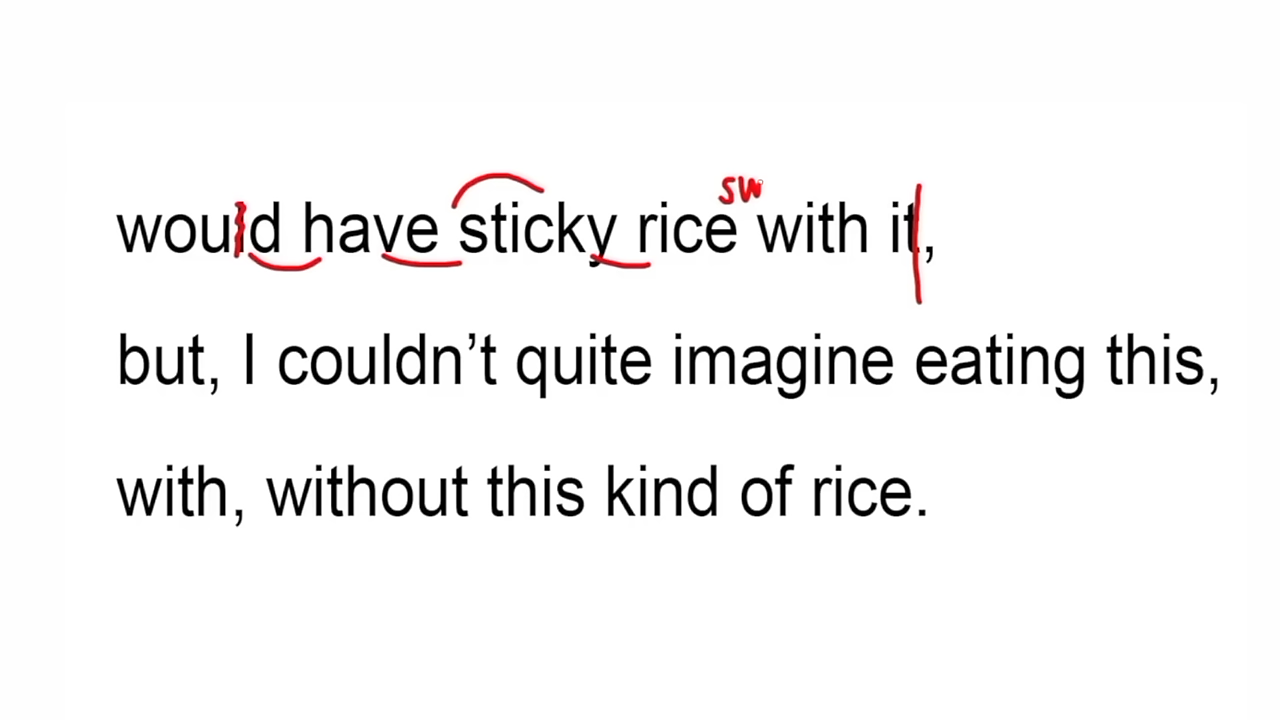 sw
would have sticky rice with it,
but, I couldn’t quite imagine eating this,
with, without this kind of rice.